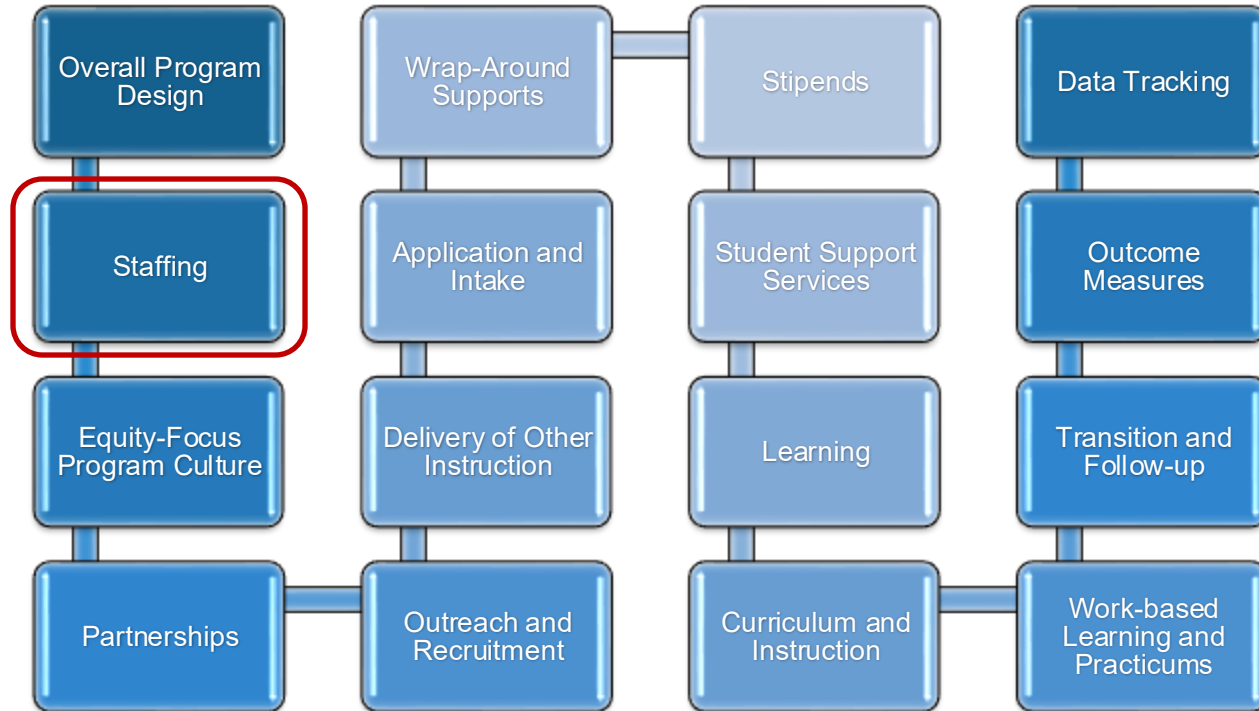 Overall Program
Design
Staffing
Equity-Focus
Program Culture
Partnerships
Outreach and
Recruitment
Delivery of Other
Instruction
Application and
Intake
Wrap-Around
Supports
Stipends
Student Support
Services
Learning
Curriculum and
Instruction
Work-based
Learning and
Practicums
Transition and
Follow-up
Outcome
Measures
Data Tracking